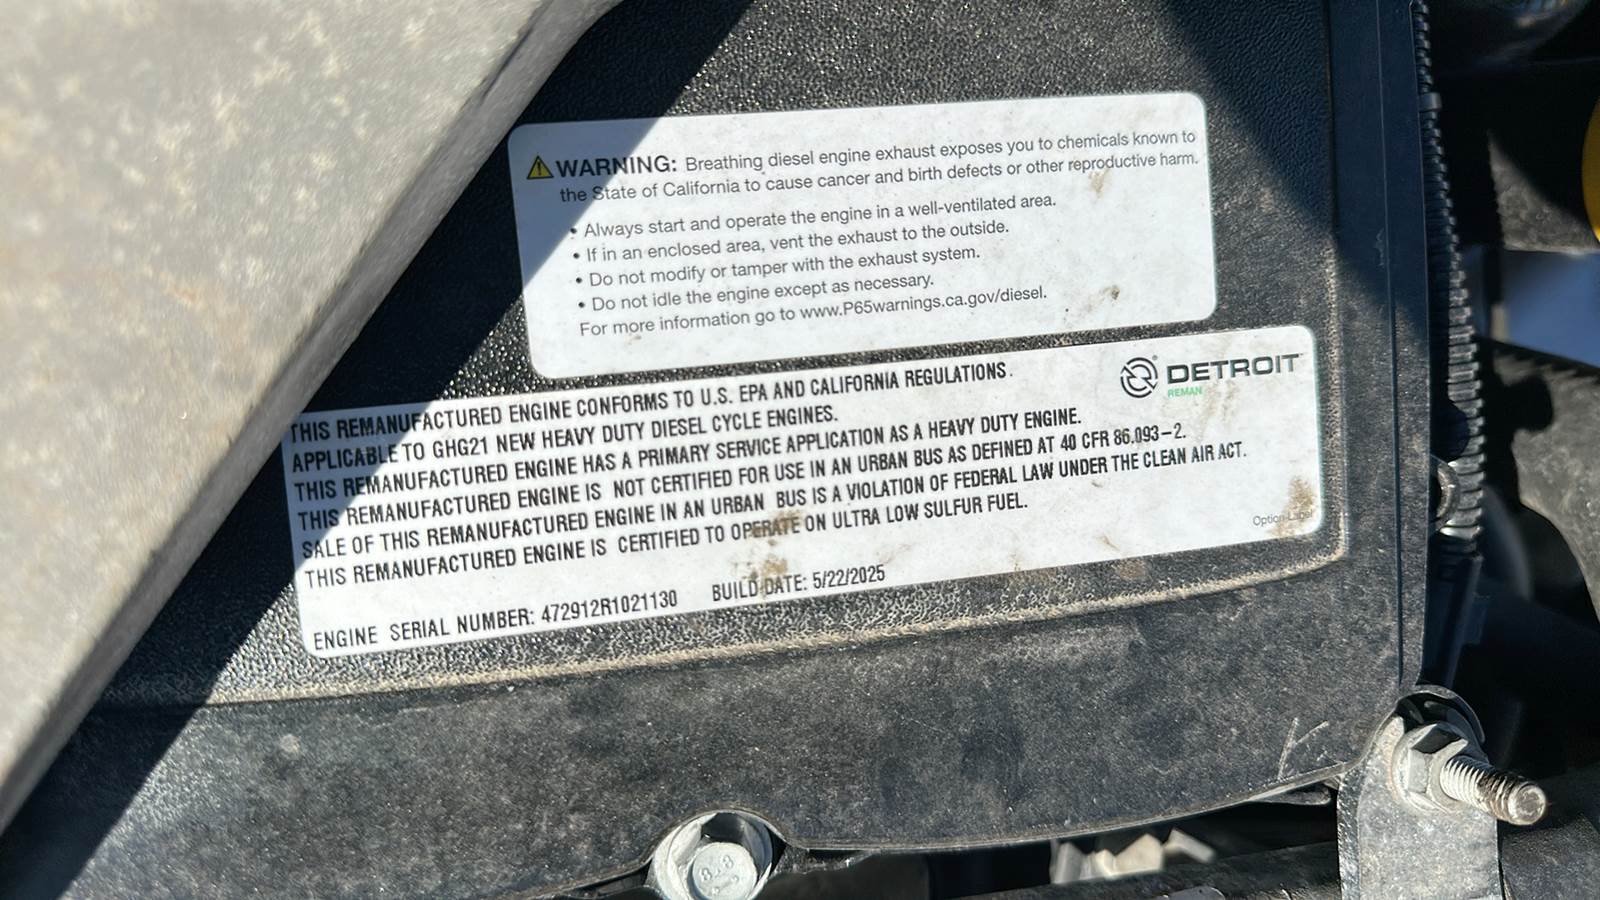 WARNING: Breathing diesel engine exhaust exposes you to chemicals known to
the State of California to cause cancer and birth defects or other reproductive harm.
• Always start and operate the engine in a well-ventilated area.
• If in an enclosed area, vent the exhaust to the outside.
• Do not modify or tamper with the exhaust system.
• Do not idle the engine except as necessary.
For more information go to www.P65warnings.ca.gov/diesel.
DETROIT
REMAN
THIS REMANUFACTURED ENGINE CONFORMS TO U.S. EPA AND CALIFORNIA REGULATIONS.
APPLICABLE TO GHG21 NEW HEAVY DUTY DIESEL CYCLE ENGINES.
THIS REMANUFACTURED ENGINE HAS A PRIMARY SERVICE APPLICATION AS A HEAVY DUTY ENGINE.
THIS REMANUFACTURED ENGINE IS NOT CERTIFIED FOR USE IN AN URBAN BUS AS DEFINED AT 40 CFR 86.093-2.
SALE OF THIS REMANUFACTURED ENGINE IN AN URBAN BUS IS A VIOLATION OF FEDERAL LAW UNDER THE CLEAN AIR ACT.
THIS REMANUFACTURED ENGINE IS CERTIFIED TO OPERATE ON ULTRA LOW SULFUR FUEL.
Option Label
ENGINE SERIAL NUMBER: 472912R1021130 BUILD DATE: 5/22/2025